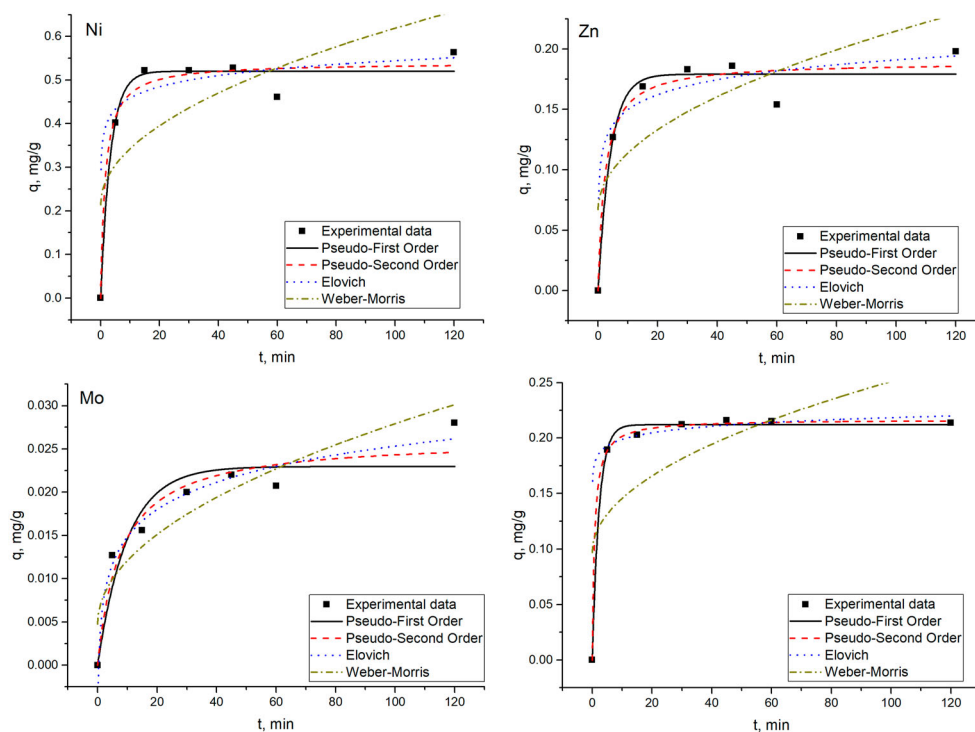 Ni
q, mg/g
0.6
0.5
0.4
0.3
0.2
0.1
0.0
0 20 40 60 80 100 120
t, min
Experimental data
Pseudo-First Order
Pseudo-Second Order
Elovich
Weber-Morris
Zn
q, mg/g
0.20
0.15
0.10
0.05
0.00
0 20 40 60 80 100 120
t, min
Experimental data
Pseudo-First Order
Pseudo-Second Order
Elovich
Weber-Morris
Mo
q, mg/g
0.030
0.025
0.020
0.015
0.010
0.005
0.000
0 20 40 60 80 100 120
t, min
Experimental data
Pseudo-First Order
Pseudo-Second Order
Elovich
Weber-Morris
q, mg/g
0.25
0.20
0.15
0.10
0.05
0.00
0 20 40 60 80 100 120
t, min
Experimental data
Pseudo-First Order
Pseudo-Second Order
Elovich
Weber-Morris